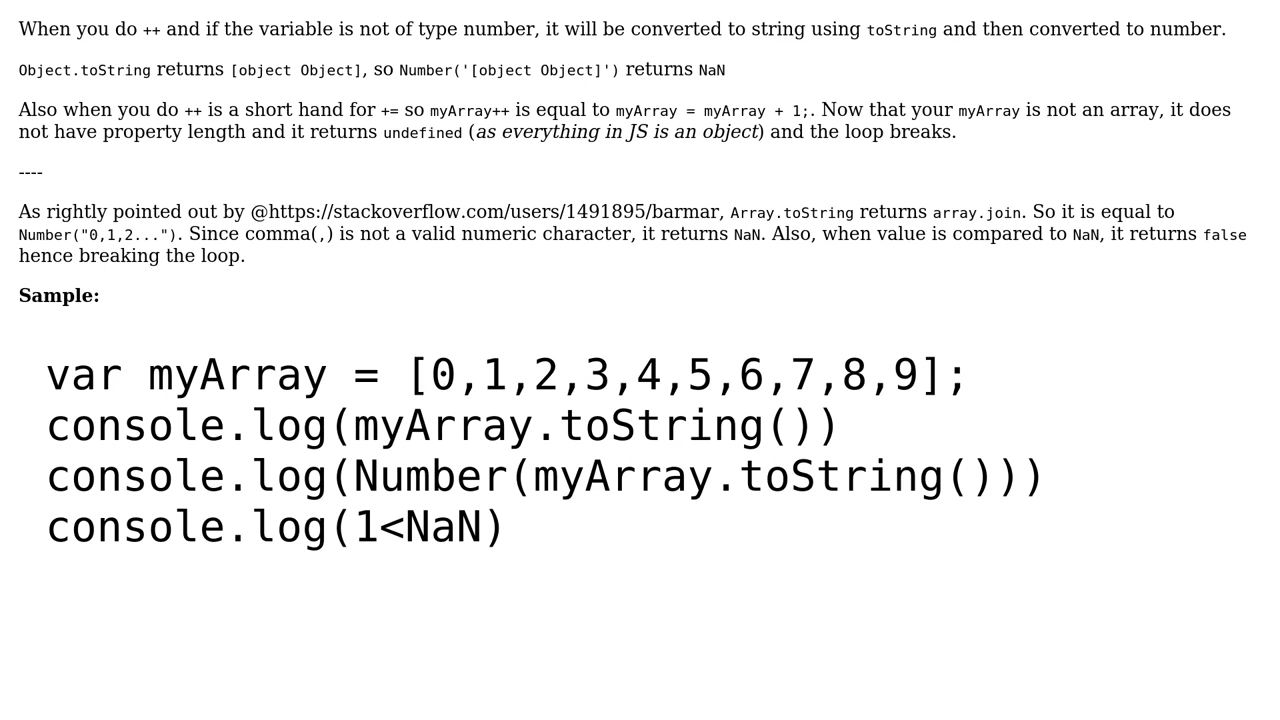 When you do ++ and if the variable is not of type number, it will be converted to string using toString and then converted to number.
Object.toString returns [object Object], so Number('[object Object]') returns NaN
Also when you do ++ is a short hand for += so myArray++ is equal to myArray = myArray + 1;. Now that your myArray is not an array, it does
not have property length and it returns undefined (as everything in JS is an object) and the loop breaks.
----
As rightly pointed out by @https://stackoverflow.com/users/1491895/barmar, Array.toString returns array.join. So it is equal to
Number("0,1,2..."). Since comma(,) is not a valid numeric character, it returns NaN. Also, when value is compared to NaN, it returns false
hence breaking the loop.
Sample:
var myArray = [0,1,2,3,4,5,6,7,8,9];
console.log(myArray.toString())
console.log(Number(myArray.toString()))
console.log(1<NaN)